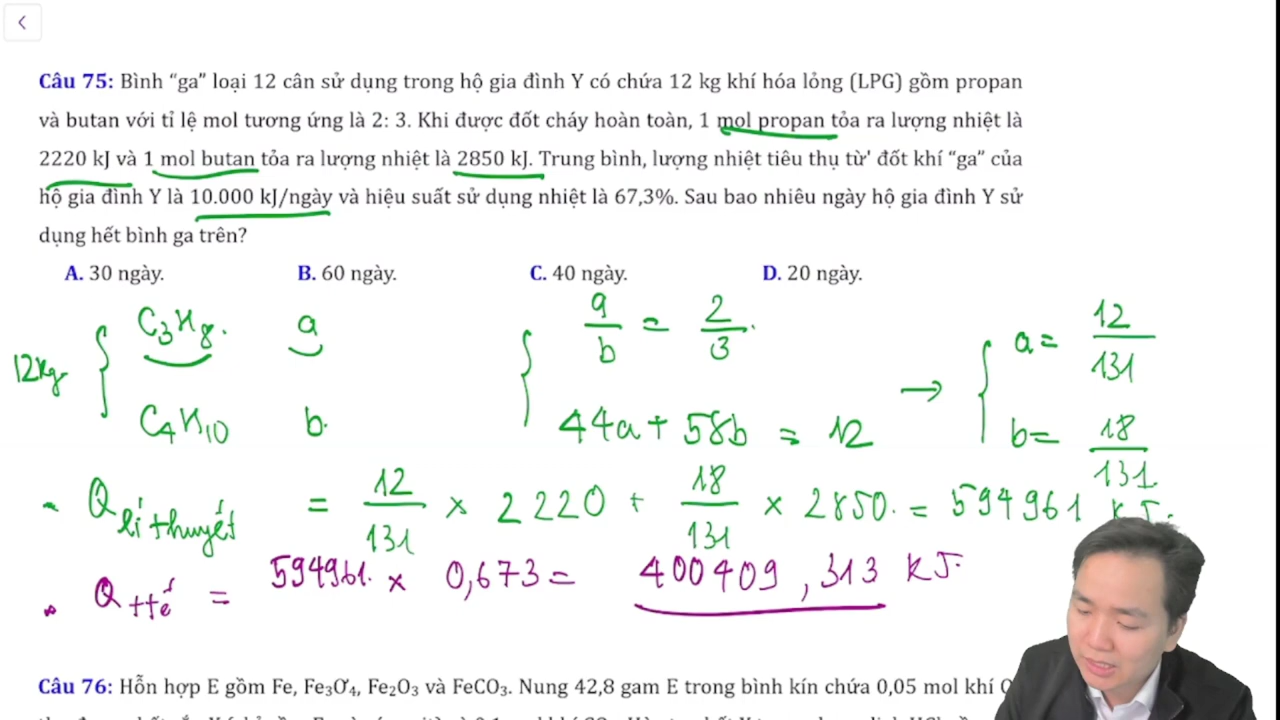 Câu 75: Bình “ga” loại 12 cân sử dụng trong hộ gia đình Y có chứa 12 kg khí hóa lỏng (LPG) gồm propan
và butan với tỉ lệ mol tương ứng là 2: 3. Khi được đốt cháy hoàn toàn, 1 mol propan tỏa ra lượng nhiệt là
2220 kJ và 1 mol butan tỏa ra lượng nhiệt là 2850 kJ. Trung bình, lượng nhiệt tiêu thụ từ' đốt khí “ga” của
hộ gia đình Y là 10.000 kJ/ngày và hiệu suất sử dụng nhiệt là 67,3%. Sau bao nhiêu ngày hộ gia đình Y sử
dụng hết bình ga trên?
A. 30 ngày. B. 60 ngày. C. 40 ngày. D. 20 ngày.
12kg { C₃H₈. a { a/b = 2/3. → { a = 12/131
C₄H₁₀ b. 44a + 58b = 12 b = 18/131
Q lí thuyết = 12/131 × 2220 + 18/131 × 2850. = 594961 kJ.
Q ttế = 594961. × 0,673 = 400409,313 kJ.
Câu 76: Hỗn hợp E gồm Fe, Fe₃O₄, Fe₂O₃ và FeCO₃. Nung 42,8 gam E trong bình kín chứa 0,05 mol khí